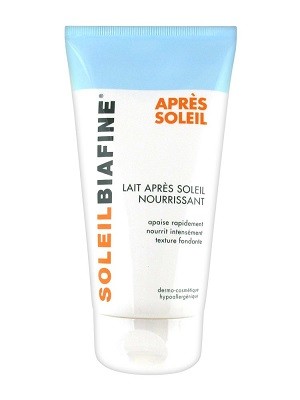 APRÈS
SOLEIL
SOLEILBIAFINE®
LAIT APRÈS SOLEIL
NOURRISSANT
apaise rapidement
nourrit intensément
texture fondante
dermo-cosmétique
hypoallergénique